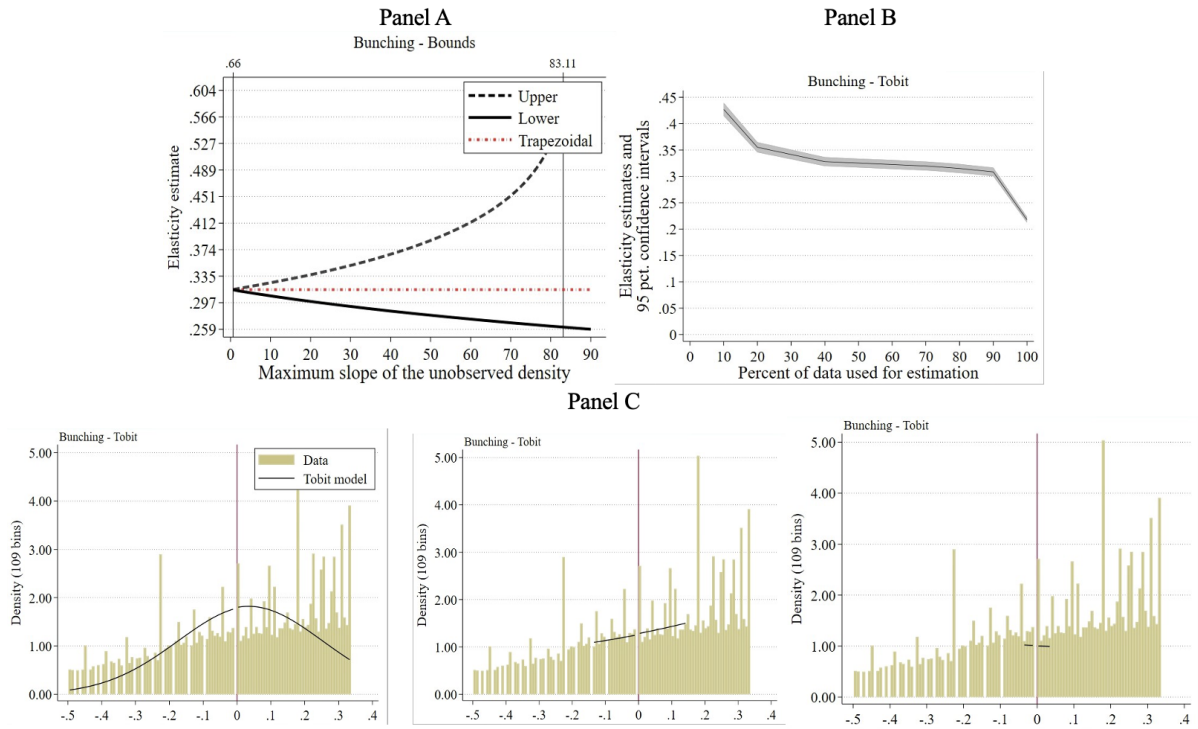 Panel A
Bunching - Bounds
.66 83.11
.604
.566
.527
.489
.451
.412
.374
.335
.297
.259
Elasticity estimate
Upper
Lower
Trapezoidal
0 10 20 30 40 50 60 70 80 90
Maximum slope of the unobserved density
Panel B
Bunching - Tobit
.45
.4
.35
.3
.25
.2
.15
.1
.05
0
Elasticity estimates and
95 pct. confidence intervals
0 10 20 30 40 50 60 70 80 90 100
Percent of data used for estimation
Panel C
Bunching - Tobit
5.00
4.00
3.00
2.00
1.00
0.00
Density (109 bins)
Data
Tobit model
-.5 -.4 -.3 -.2 -.1 0 .1 .2 .3 .4
Bunching - Tobit
5.00
4.00
3.00
2.00
1.00
0.00
Density (109 bins)
-.5 -.4 -.3 -.2 -.1 0 .1 .2 .3 .4
Bunching - Tobit
5.00
4.00
3.00
2.00
1.00
0.00
Density (109 bins)
-.5 -.4 -.3 -.2 -.1 0 .1 .2 .3 .4